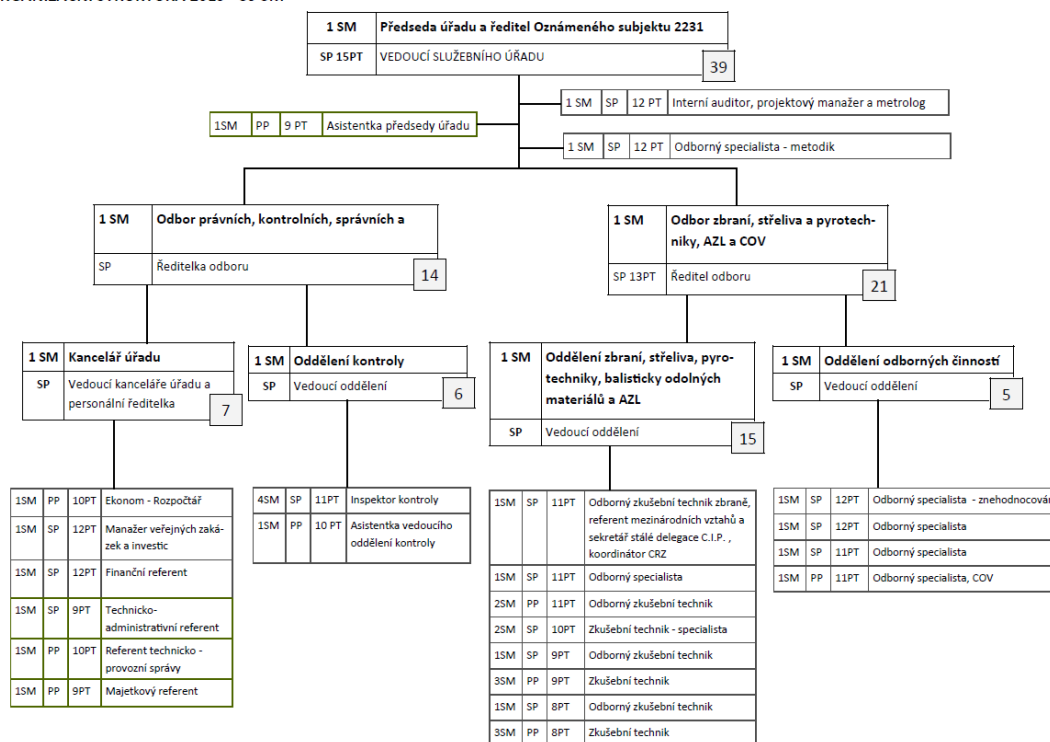 1 SM Předseda úřadu a ředitel Oznámeného subjektu 2231
SP 15PT VEDOUCÍ SLUŽEBNÍHO ÚŘADU
39
1 SM SP 12 PT Interní auditor, projektový manažer a metrolog
1SM PP 9 PT Asistentka předsedy úřadu
1 SM SP 12 PT Odborný specialista - metodik
1 SM Odbor právních, kontrolních, správních a
SP Ředitelka odboru
14
1 SM Odbor zbraní, střeliva a pyrotech-
niky, AZL a COV
SP 13PT Ředitel odboru
21
1 SM Kancelář úřadu
SP Vedoucí kanceláře úřadu a
personální ředitelka
7
1 SM Oddělení kontroly
SP Vedoucí oddělení
6
1 SM Oddělení zbraní, střeliva, pyro-
techniky, balisticky odolných
materiálů a AZL
SP Vedoucí oddělení
15
1 SM Oddělení odborných činností
SP Vedoucí oddělení
5
1SM PP 10PT Ekonom - Rozpočtář
1SM SP 12PT Manažer veřejných zaká-
zek a investic
1SM SP 12PT Finanční referent
1SM SP 9PT Technicko-
administrativní referent
1SM PP 10PT Referent technicko -
provozní správy
1SM PP 9PT Majetkový referent
4SM SP 11PT Inspektor kontroly
1SM PP 10 PT Asistentka vedoucího
oddělení kontroly
1SM SP 11PT Odborný zkušební technik zbraně,
referent mezinárodních vztahů a
sekretář stálé delegace C.I.P. ,
koordinátor CRZ
1SM SP 11PT Odborný specialista
2SM PP 11PT Odborný zkušební technik
2SM SP 10PT Zkušební technik - specialista
1SM SP 9PT Odborný zkušební technik
3SM PP 9PT Zkušební technik
1SM SP 8PT Odborný zkušební technik
3SM PP 8PT Zkušební technik
1SM SP 12PT Odborný specialista - znehodnocován
1SM SP 12PT Odborný specialista
1SM SP 11PT Odborný specialista
1SM PP 11PT Odborný specialista, COV